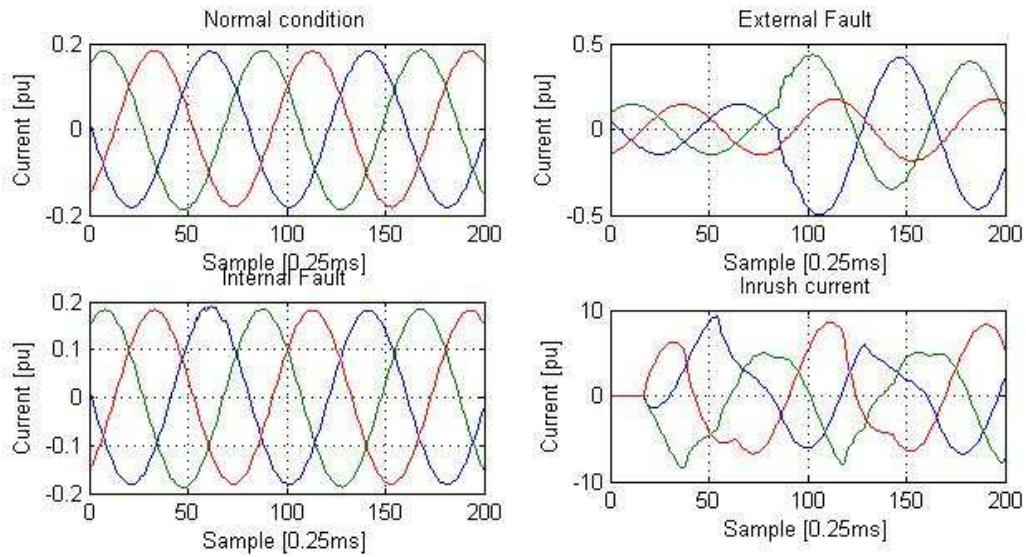 Normal condition
0.2
0
-0.2
Current [pu]
0
50
100
150
200
Sample [0.25ms]
External Fault
0.5
0
-0.5
Current [pu]
0
50
100
150
200
Sample [0.25ms]
Internal Fault
0.2
0.1
0
-0.1
-0.2
Current [pu]
0
50
100
150
200
Sample [0.25ms]
Inrush current
10
0
-10
Current [pu]
0
50
100
150
200
Sample [0.25ms]